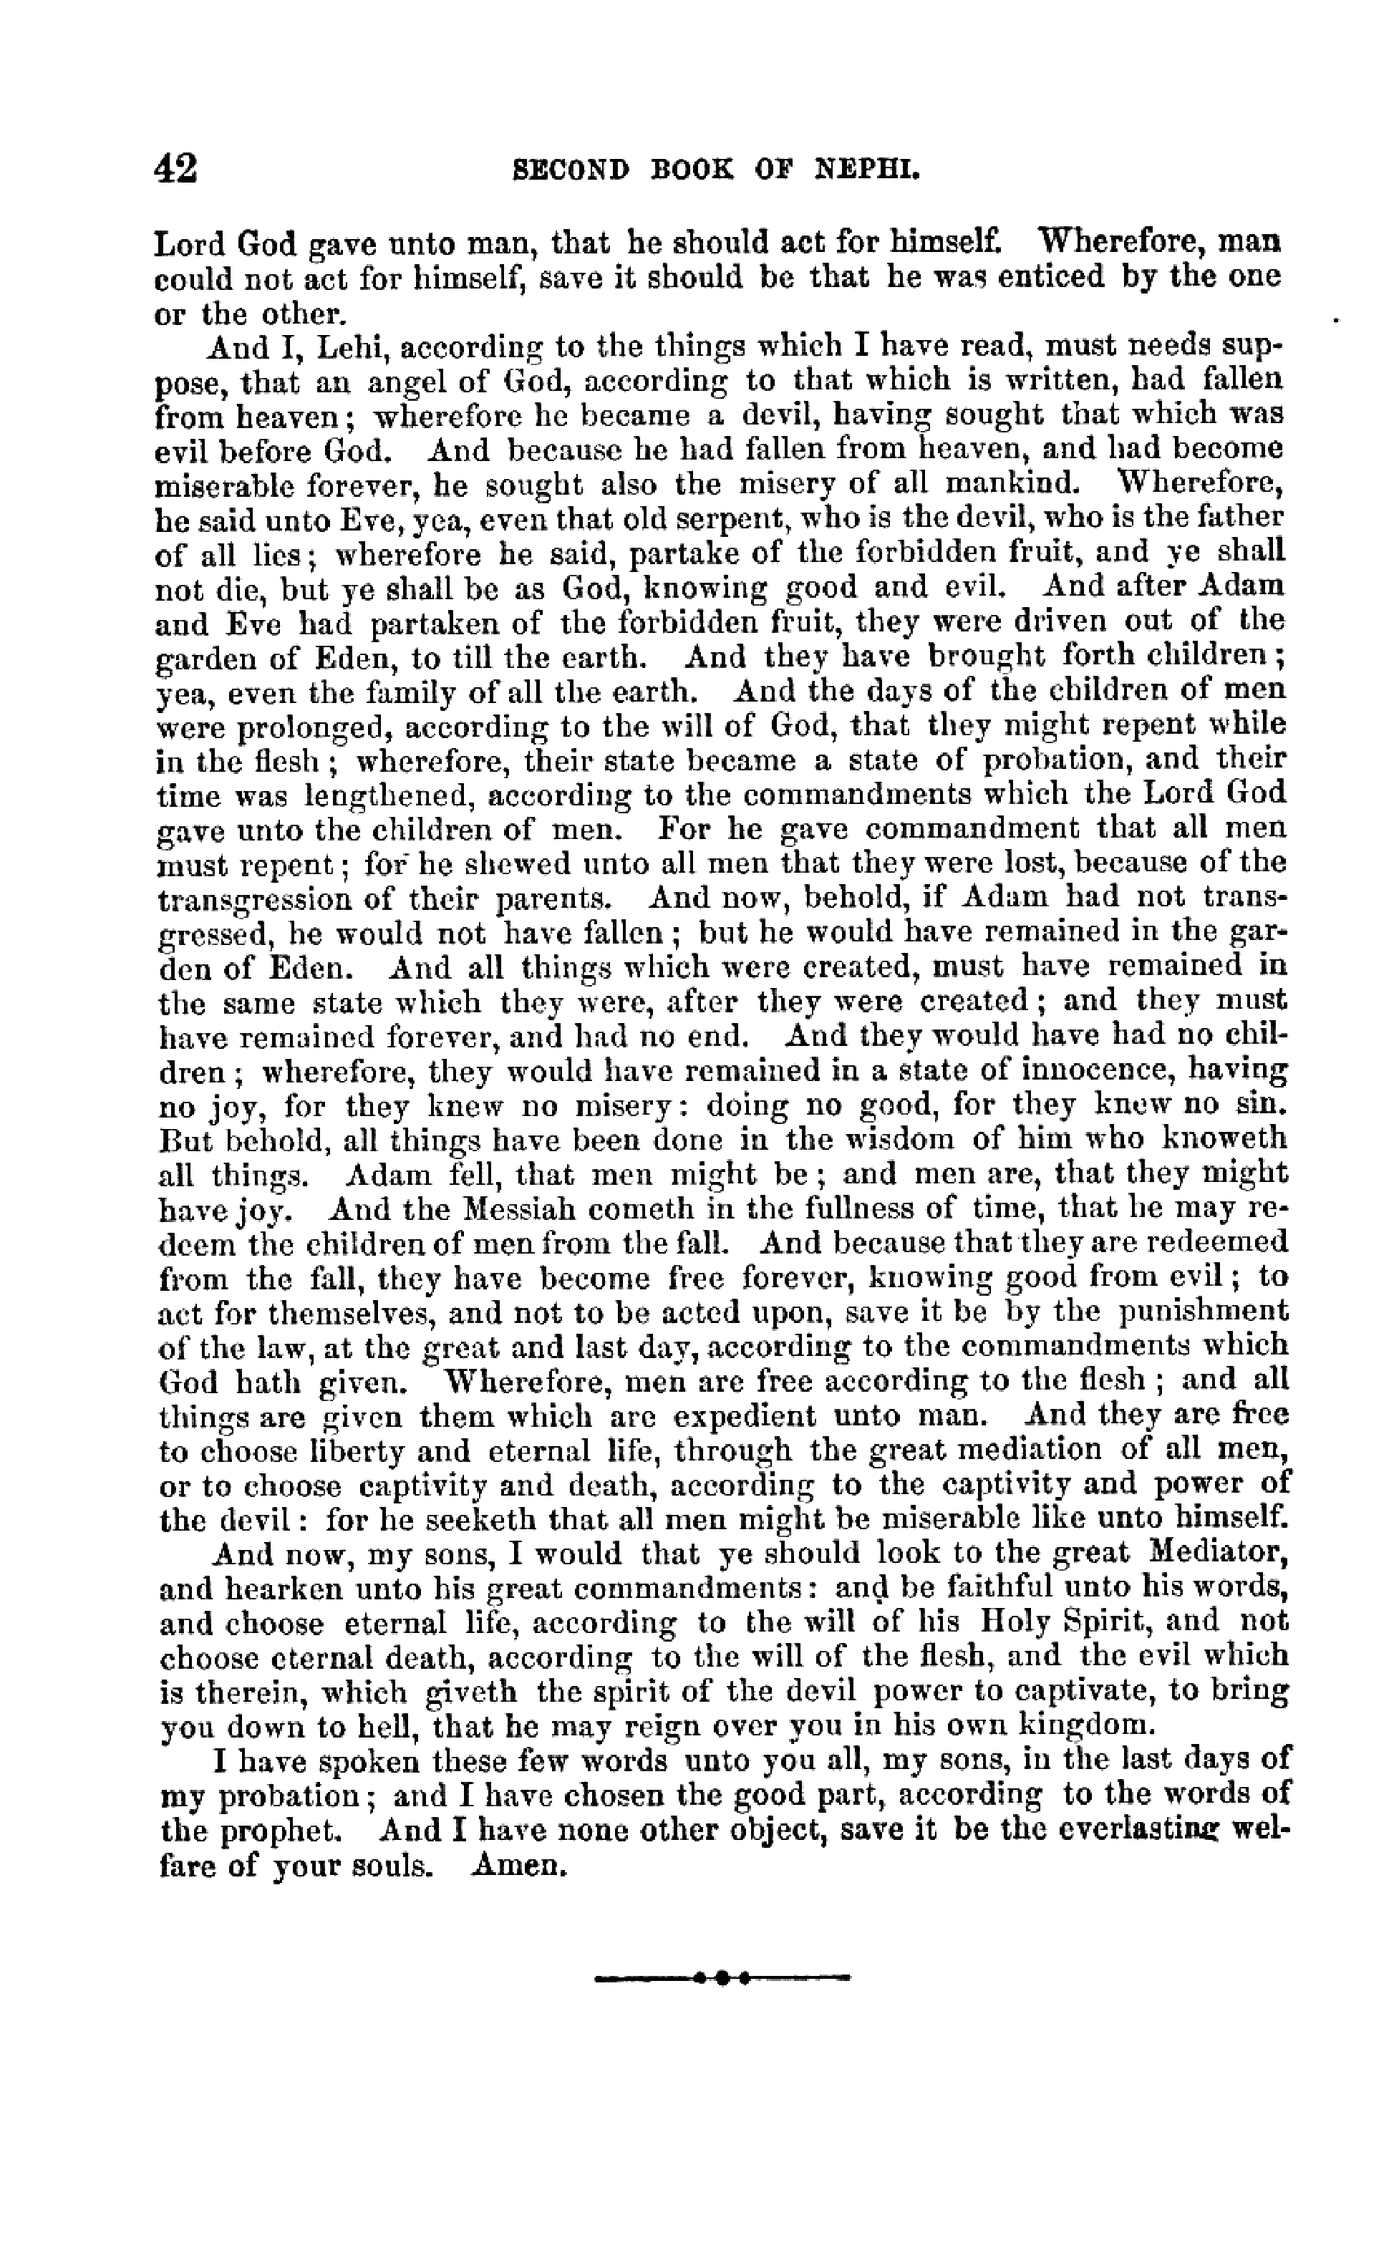 42 SECOND BOOK OF NEPHI.
Lord God gave unto man, that he should act for himself. Wherefore, man
could not act for himself, save it should be that he was enticed by the one
or the other.
And I, Lehi, according to the things which I have read, must needs sup-
pose, that an angel of God, according to that which is written, had fallen
from heaven; wherefore he became a devil, having sought that which was
evil before God. And because he had fallen from heaven, and had become
miserable forever, he sought also the misery of all mankind. Wherefore,
he said unto Eve, yea, even that old serpent, who is the devil, who is the father
of all lies; wherefore he said, partake of the forbidden fruit, and ye shall
not die, but ye shall be as God, knowing good and evil. And after Adam
and Eve had partaken of the forbidden fruit, they were driven out of the
garden of Eden, to till the earth. And they have brought forth children;
yea, even the family of all the earth. And the days of the children of men
were prolonged, according to the will of God, that they might repent while
in the flesh; wherefore, their state became a state of probation, and their
time was lengthened, according to the commandments which the Lord God
gave unto the children of men. For he gave commandment that all men
must repent; for he shewed unto all men that they were lost, because of the
transgression of their parents. And now, behold, if Adam had not trans-
gressed, he would not have fallen; but he would have remained in the gar-
den of Eden. And all things which were created, must have remained in
the same state which they were, after they were created; and they must
have remained forever, and had no end. And they would have had no chil-
dren; wherefore, they would have remained in a state of innocence, having
no joy, for they knew no misery: doing no good, for they knew no sin.
But behold, all things have been done in the wisdom of him who knoweth
all things. Adam fell, that men might be; and men are, that they might
have joy. And the Messiah cometh in the fullness of time, that he may re-
deem the children of men from the fall. And because that they are redeemed
from the fall, they have become free forever, knowing good from evil; to
act for themselves, and not to be acted upon, save it be by the punishment
of the law, at the great and last day, according to the commandments which
God hath given. Wherefore, men are free according to the flesh; and all
things are given them which are expedient unto man. And they are free
to choose liberty and eternal life, through the great mediation of all men,
or to choose captivity and death, according to the captivity and power of
the devil: for he seeketh that all men might be miserable like unto himself.
And now, my sons, I would that ye should look to the great Mediator,
and hearken unto his great commandments: and be faithful unto his words,
and choose eternal life, according to the will of his Holy Spirit, and not
choose eternal death, according to the will of the flesh, and the evil which
is therein, which giveth the spirit of the devil power to captivate, to bring
you down to hell, that he may reign over you in his own kingdom.
I have spoken these few words unto you all, my sons, in the last days of
my probation; and I have chosen the good part, according to the words of
the prophet. And I have none other object, save it be the everlasting wel-
fare of your souls. Amen.